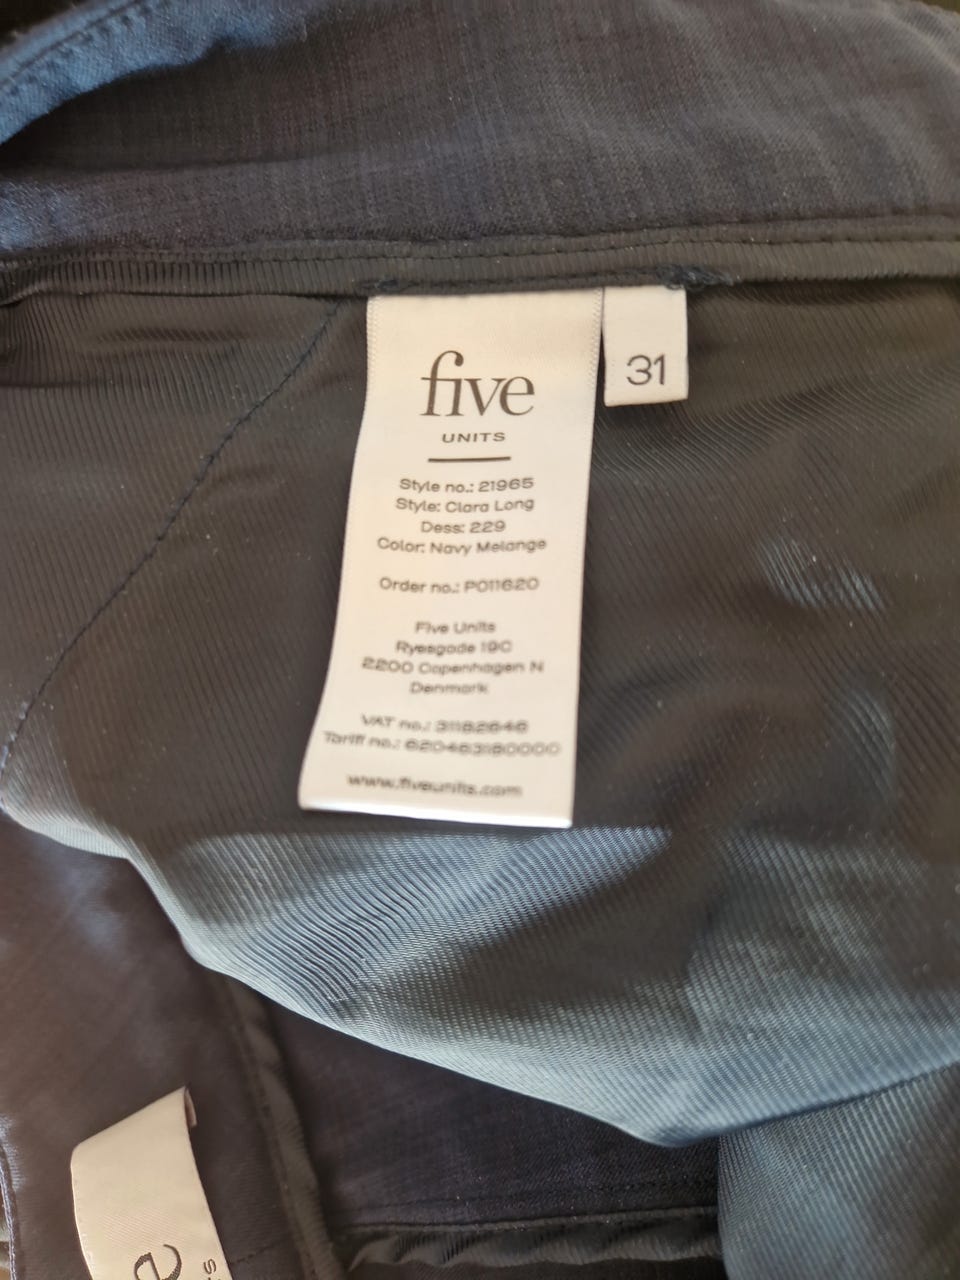 five
UNITS
31
Style no.: 21965
Style: Clara Long
Dess: 229
Color: Navy Melange
Order no.: P011620
Five Units
Ryesgade 19C
2200 Copenhagen N
Denmark
VAT no.: 31182646
Tariff no.: 620463180000
www.fiveunits.com